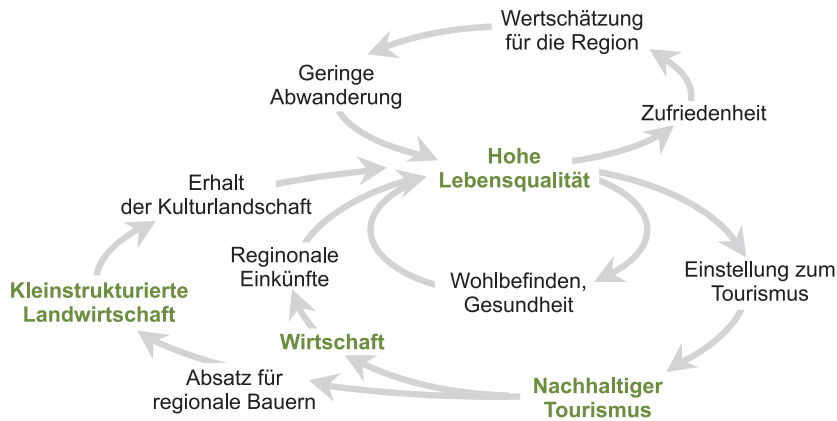 Wertschätzung
für die Region
Geringe
Abwanderung
Zufriedenheit
Hohe
Lebensqualität
Erhalt
der Kulturlandschaft
Reginonale
Einkünfte
Wohlbefinden,
Gesundheit
Einstellung zum
Tourismus
Kleinstrukturierte
Landwirtschaft
Wirtschaft
Absatz für
regionale Bauern
Nachhaltiger
Tourismus